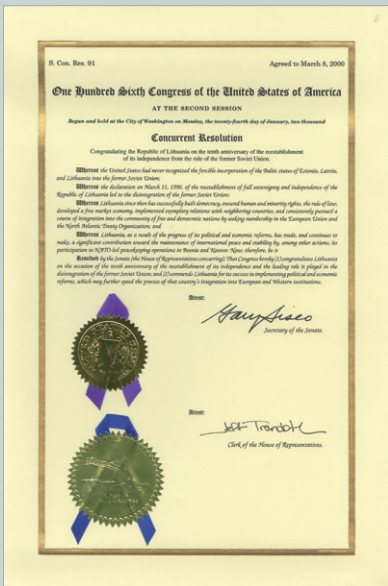 S. Con. Res. 91 Agreed to March 8, 2000
One Hundred Sixth Congress of the United States of America
AT THE SECOND SESSION
Begun and held at the City of Washington on Monday, the twenty-fourth day of January, two thousand
Concurrent Resolution
Congratulating the Republic of Lithuania on the tenth anniversary of the reestablishment
of its independence from the rule of the former Soviet Union.
Whereas the United States had never recognized the forcible incorporation of the Baltic states of Estonia, Latvia,
and Lithuania into the former Soviet Union;
Whereas the declaration on March 11, 1990, of the reestablishment of full sovereignty and independence of the
Republic of Lithuania led to the disintegration of the former Soviet Union;
Whereas Lithuania since then has successfully built democracy, ensured human and minority rights, the rule of law,
developed a free market economy, implemented exemplary relations with neighboring countries, and consistently pursued a
course of integration into the community of free and democratic nations by seeking membership in the European Union and
the North Atlantic Treaty Organization; and
Whereas Lithuania, as a result of the progress of its political and economic reforms, has made, and continues to
make, a significant contribution toward the maintenance of international peace and stability by, among other actions, its
participation in NATO-led peacekeeping operations in Bosnia and Kosovo: Now, therefore, be it
Resolved by the Senate (the House of Representatives concurring) That Congress hereby (1) congratulates Lithuania
on the occasion of the tenth anniversary of the reestablishment of its independence and the leading role it played in the
disintegration of the former Soviet Union; and (2) commends Lithuania for its success in implementing political and economic
reforms, which may further speed the process of that country's integration into European and Western institutions.
Attest:
Gary Sisco
Secretary of the Senate.
Attest:
Clerk of the House of Representatives.